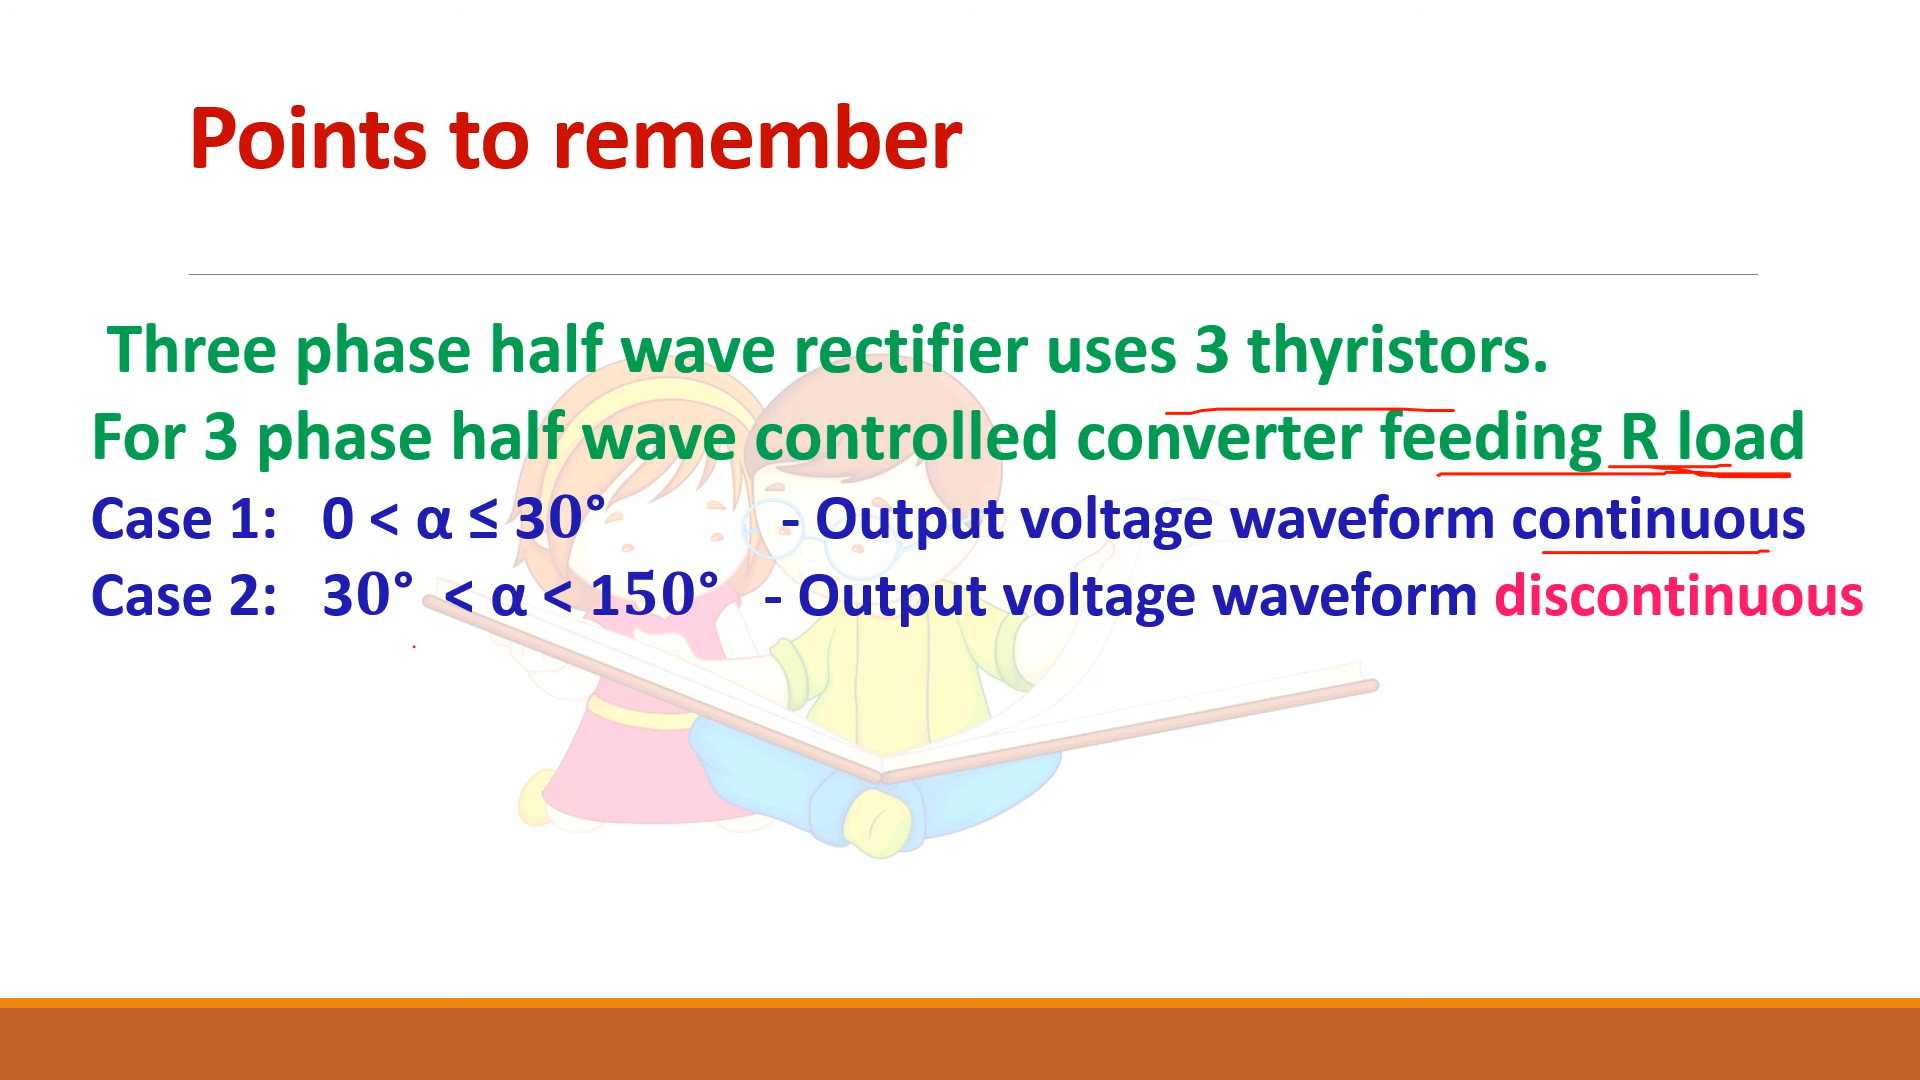 Points to remember
Three phase half wave rectifier uses 3 thyristors.
For 3 phase half wave controlled converter feeding R load
Case 1: 0 < α ≤ 30° - Output voltage waveform continuous
Case 2: 30° < α < 150° - Output voltage waveform discontinuous